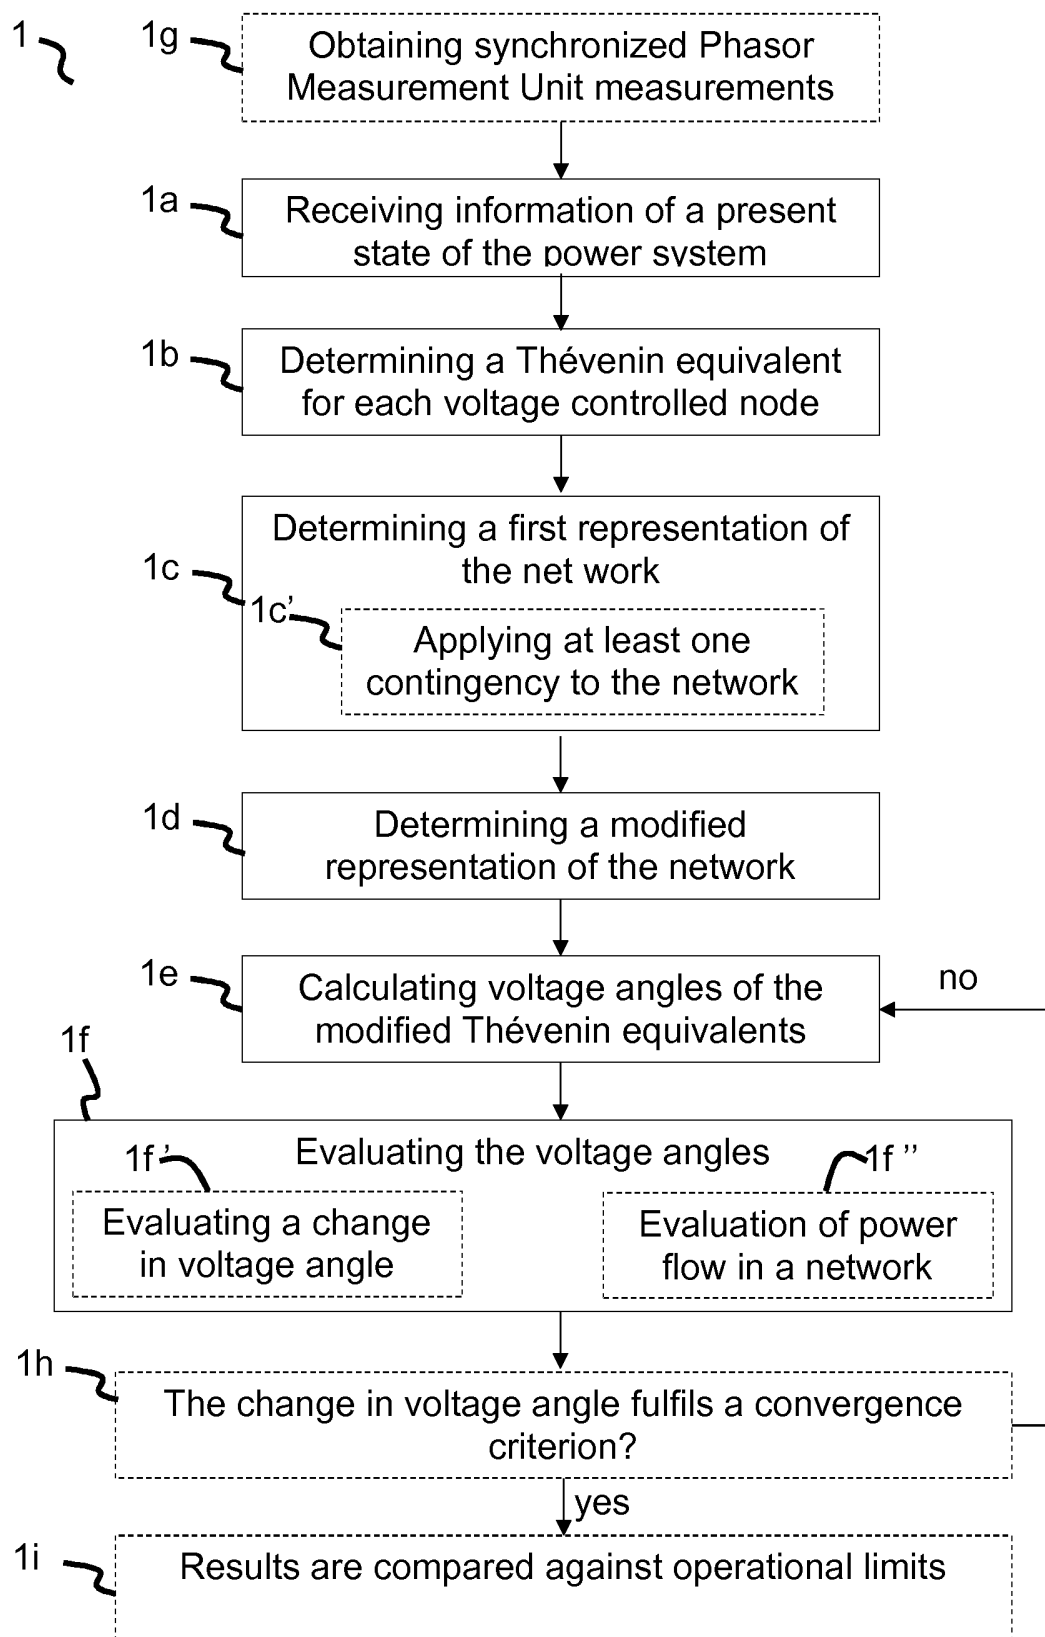 1
1g
Obtaining synchronized Phasor
Measurement Unit measurements
1a
Receiving information of a present
state of the power system
1b
Determining a Thévenin equivalent
for each voltage controlled node
1c
Determining a first representation of
the net work
1c’
Applying at least one
contingency to the network
1d
Determining a modified
representation of the network
1e
Calculating voltage angles of the
modified Thévenin equivalents
no
1f
Evaluating the voltage angles
1f ’
Evaluating a change
in voltage angle
1f ’’
Evaluation of power
flow in a network
1h
The change in voltage angle fulfils a convergence
criterion?
yes
1i
Results are compared against operational limits